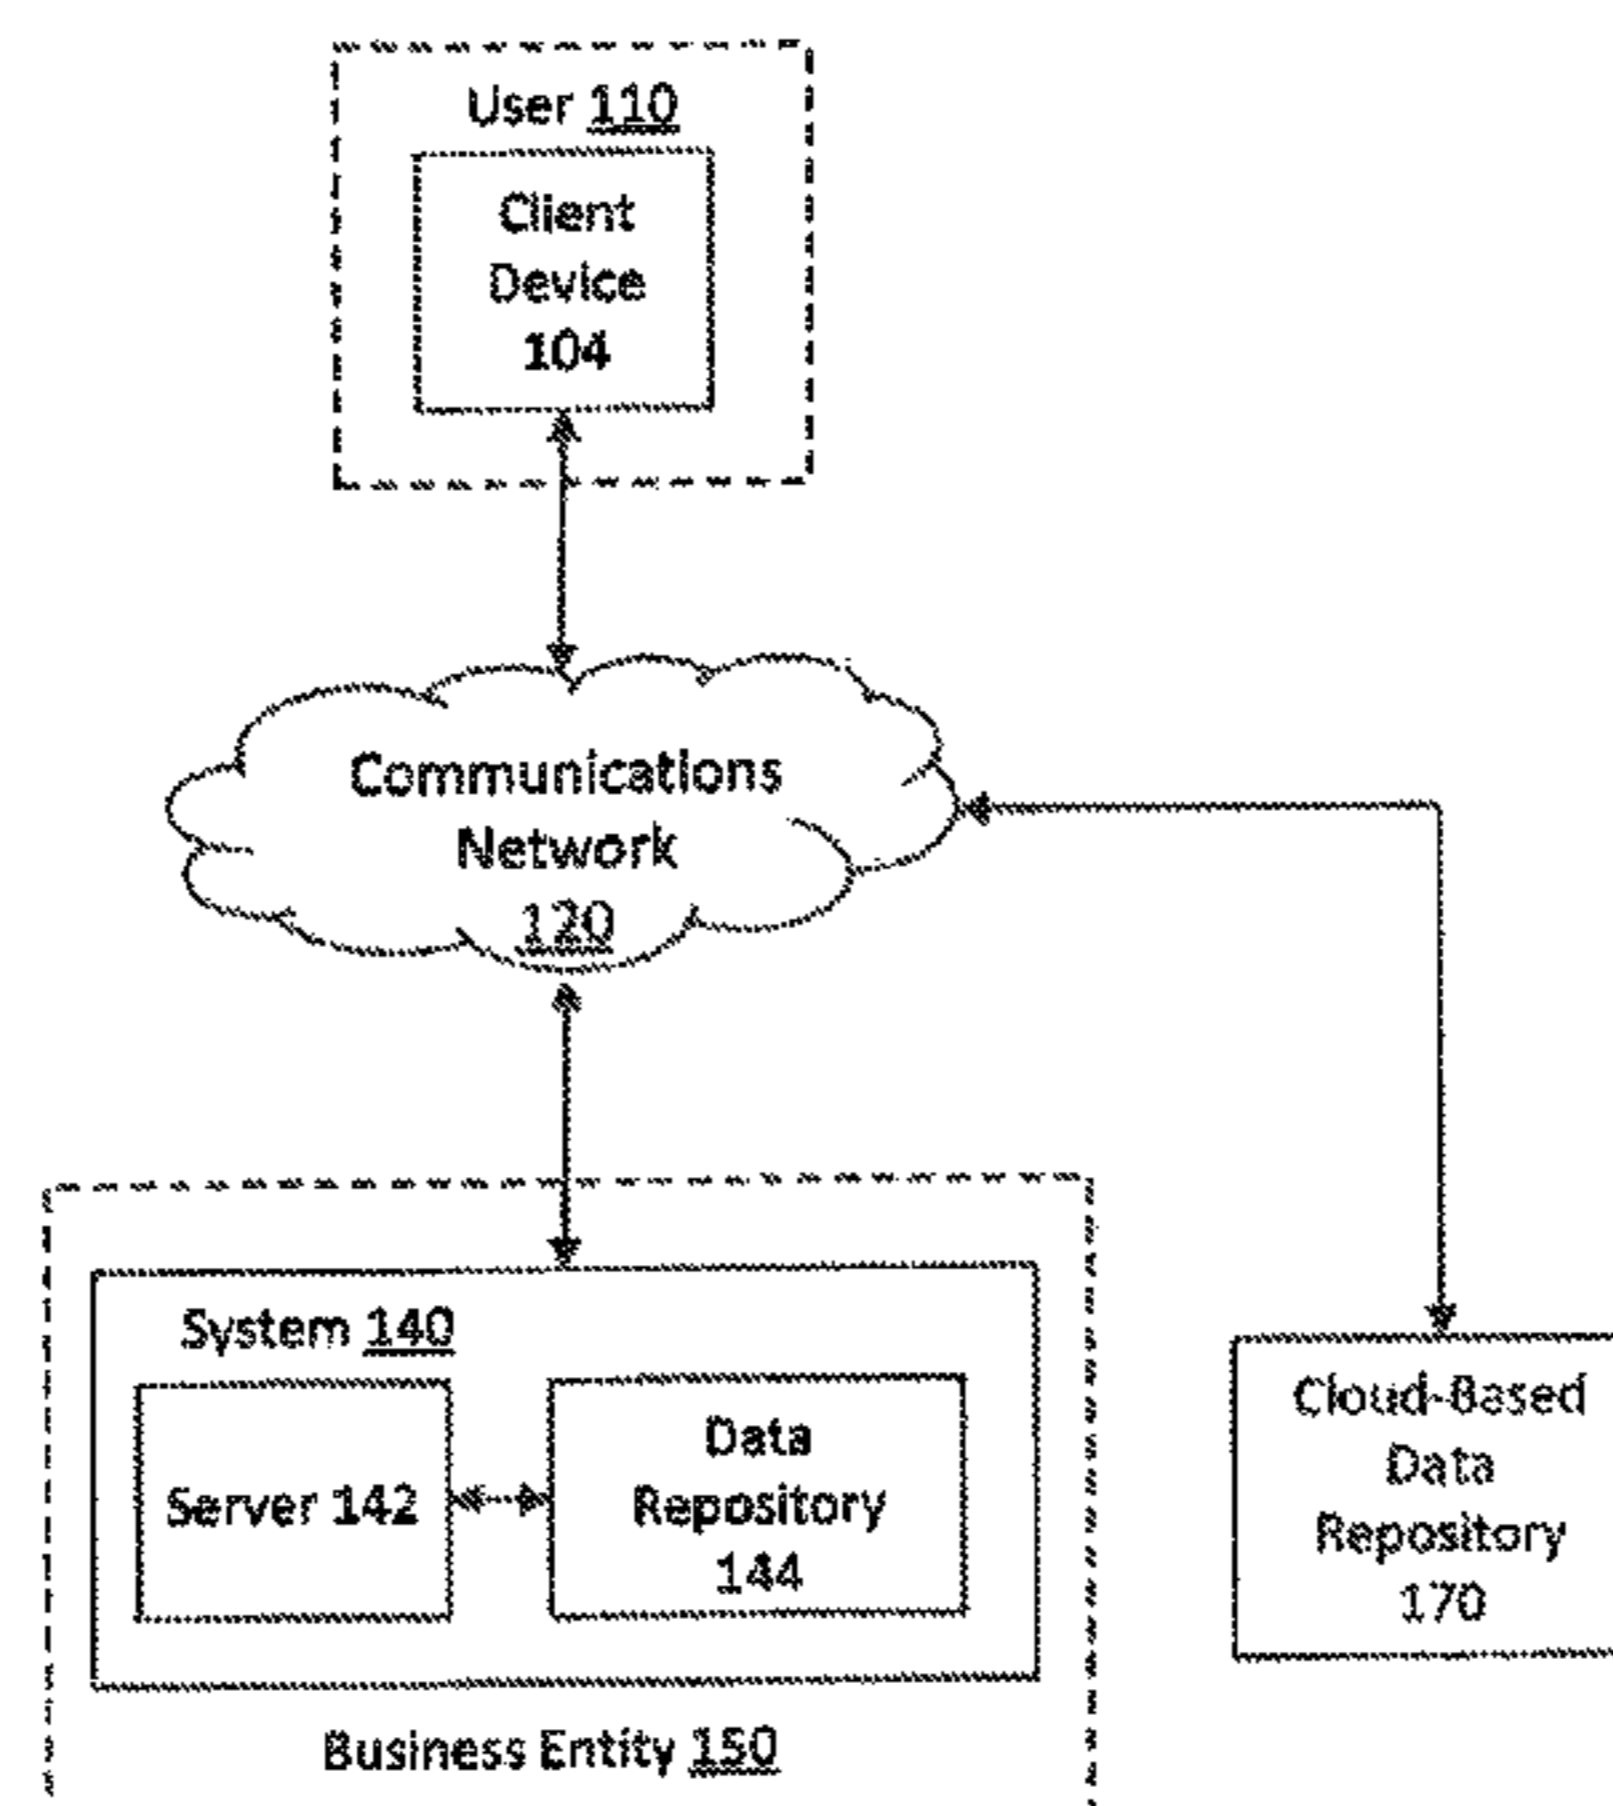 User 110
Client
Device
104
Communications
Network
120
System 140
Server 142
Data
Repository
144
Business Entity 150
Cloud-Based
Data
Repository
170